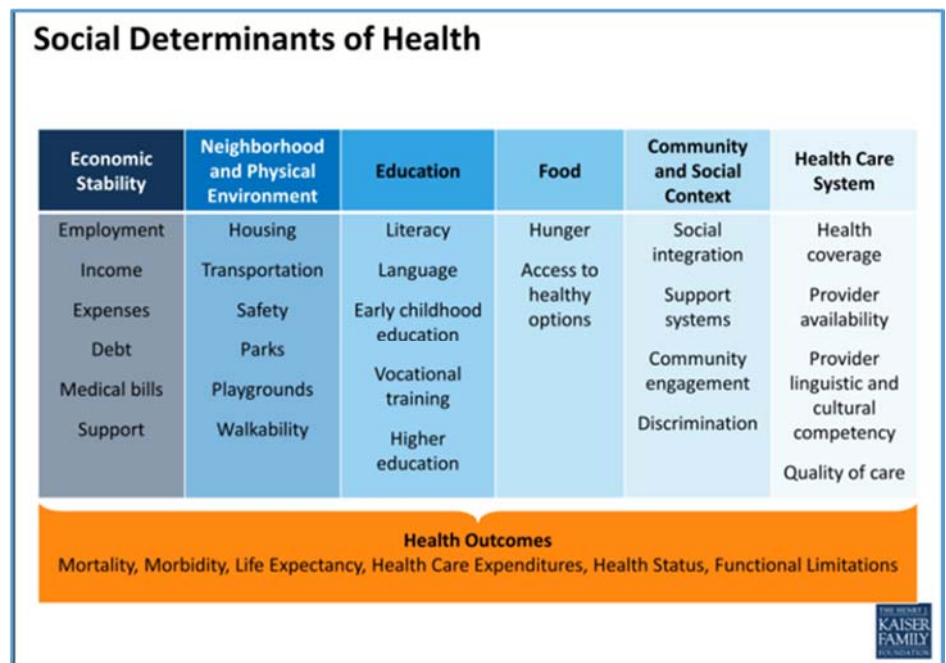 Social Determinants of Health
Economic
Stability
Neighborhood
and Physical
Environment
Education
Food
Community
and Social
Context
Health Care
System
Employment
Income
Expenses
Debt
Medical bills
Support
Housing
Transportation
Safety
Parks
Playgrounds
Walkability
Literacy
Language
Early childhood
education
Vocational
training
Higher
education
Hunger
Access to
healthy
options
Social
integration
Support
systems
Community
engagement
Discrimination
Health
coverage
Provider
availability
Provider
linguistic and
cultural
competency
Quality of care
Health Outcomes
Mortality, Morbidity, Life Expectancy, Health Care Expenditures, Health Status, Functional Limitations
THE HENRY J.
KAISER
FAMILY
FOUNDATION